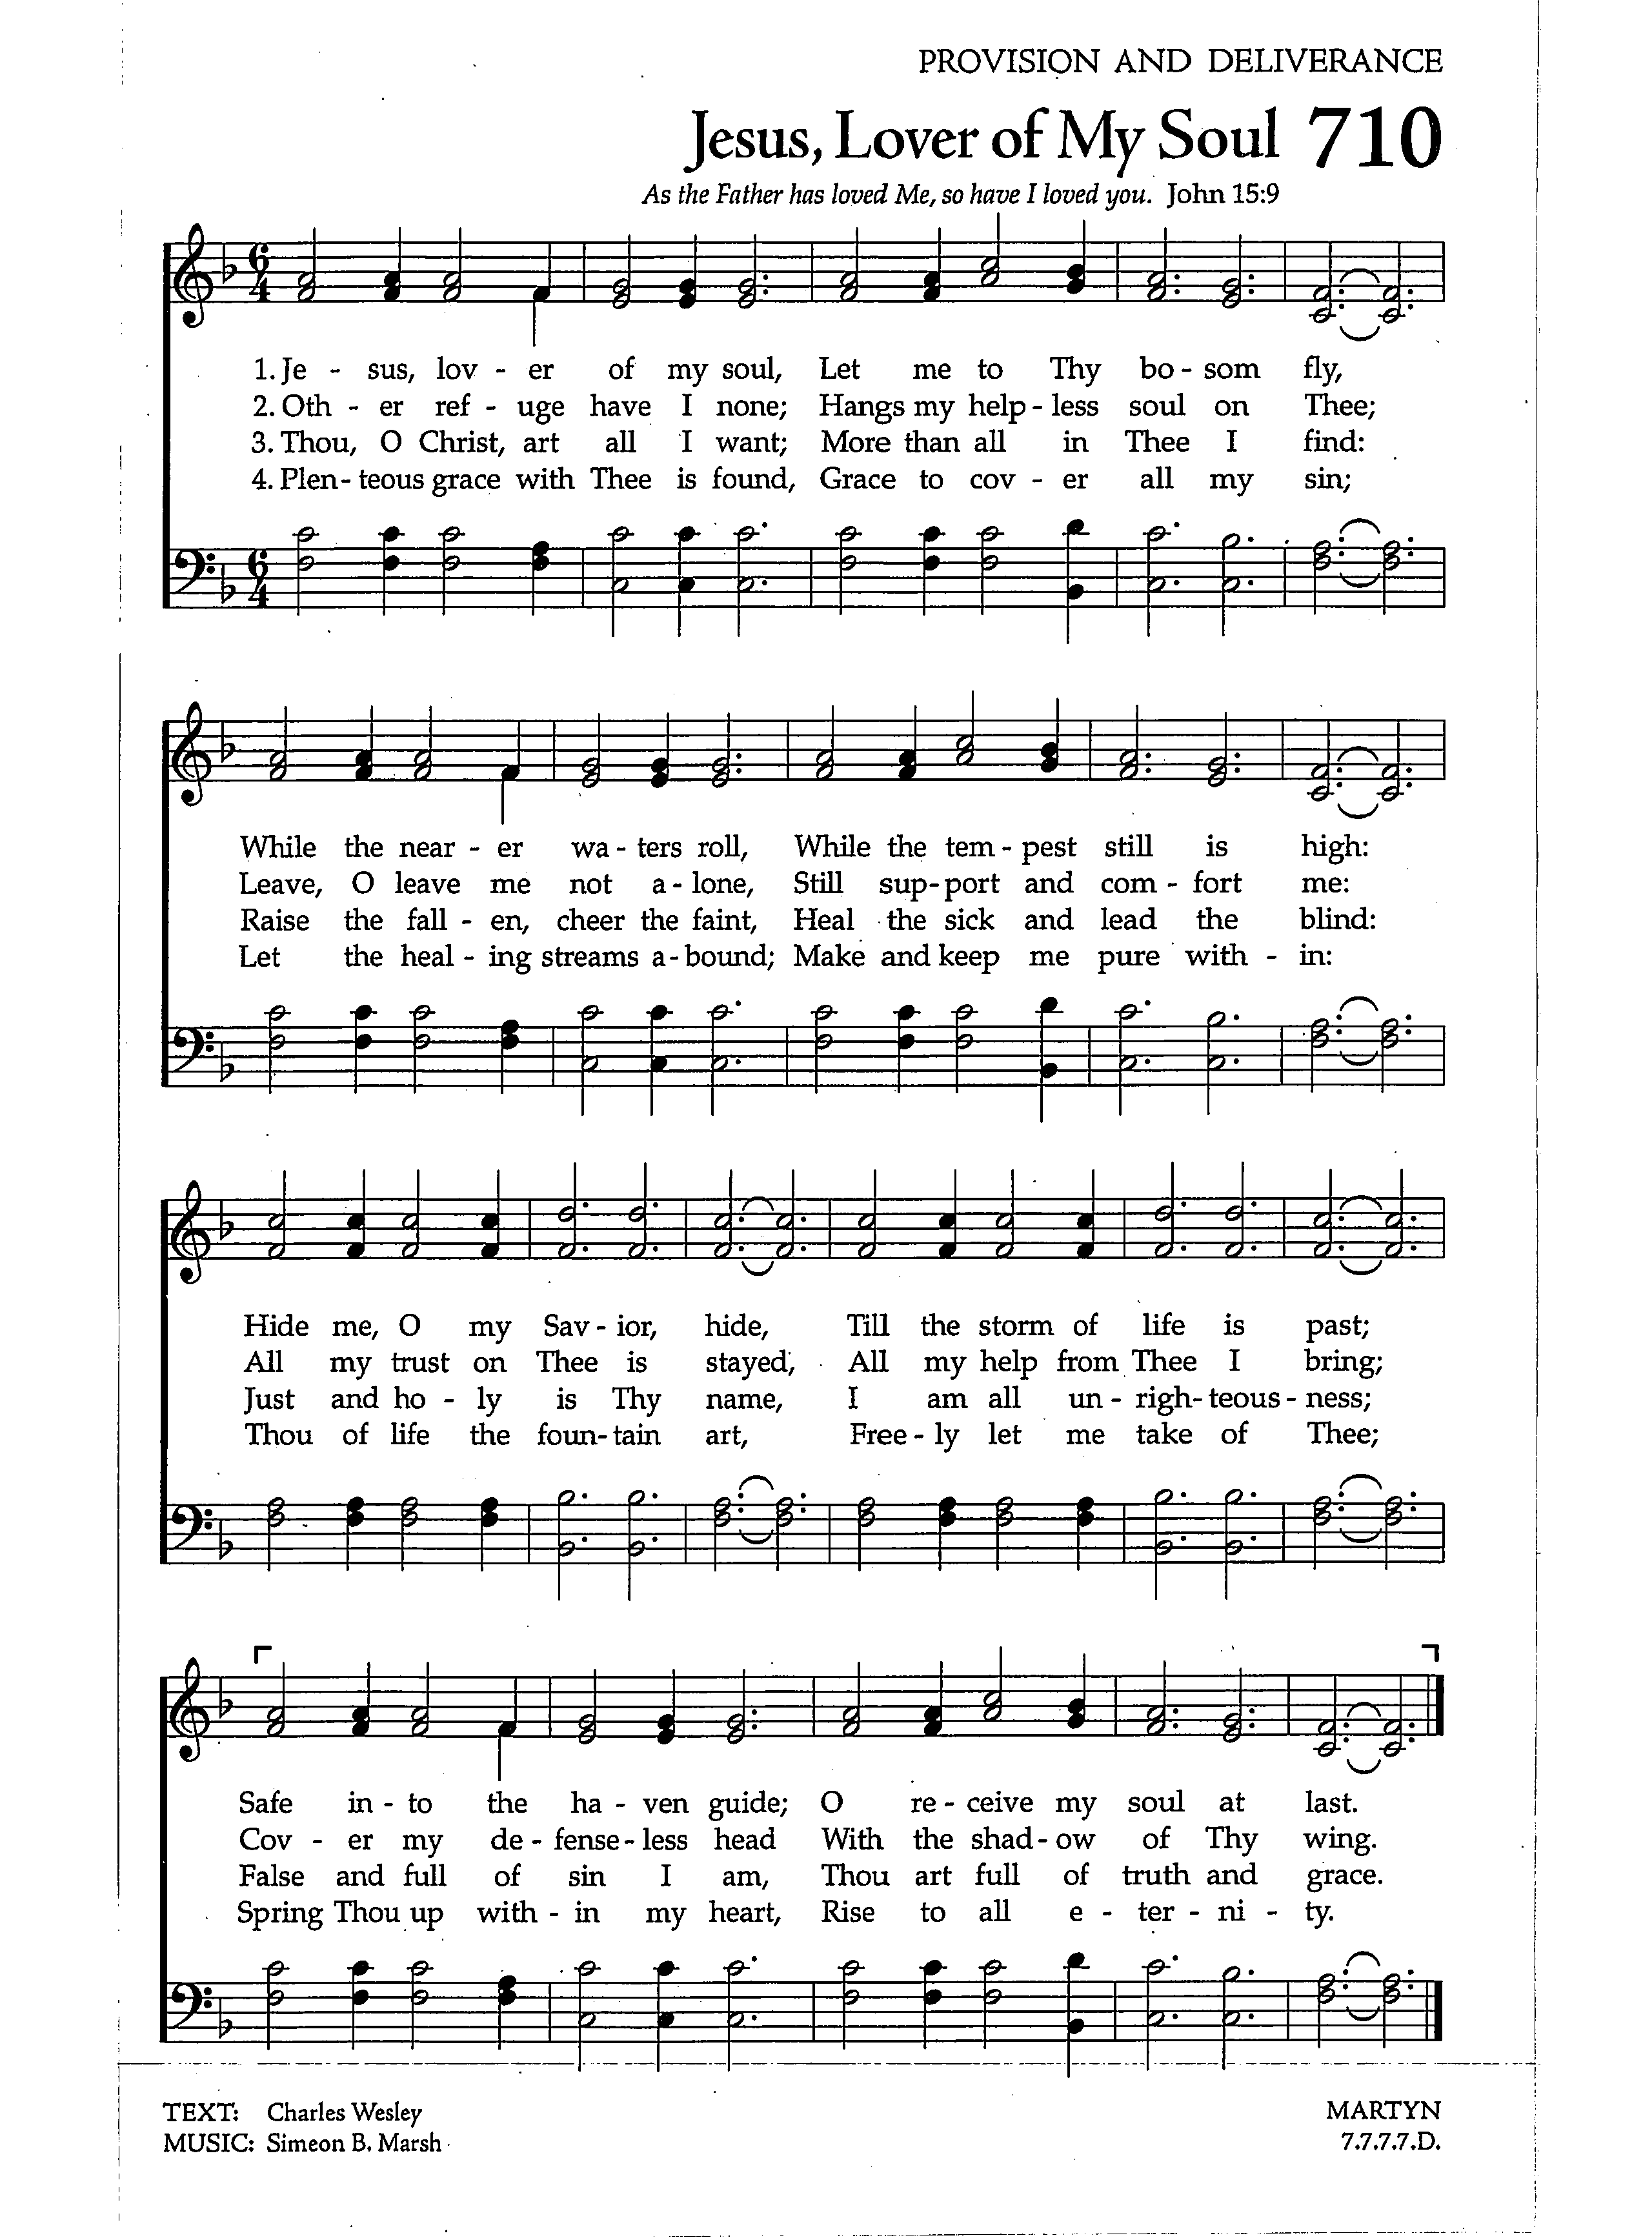 PROVISION AND DELIVERANCE
Jesus, Lover of My Soul 710
As the Father has loved Me, so have I loved you. John 15:9
6 4
1. Je - sus, lov - er of my soul, Let me to Thy bo - som fly,
2. Oth - er ref - uge have I none; Hangs my help - less soul on Thee;
3. Thou, O Christ, art all I want; More than all in Thee I find:
4. Plen - teous grace with Thee is found, Grace to cov - er all my sin;
6 4
While the near - er wa - ters roll, While the tem - pest still is high:
Leave, O leave me not a - lone, Still sup - port and com - fort me:
Raise the fall - en, cheer the faint, Heal the sick and lead the blind:
Let the heal - ing streams a - bound; Make and keep me pure with - in:
Hide me, O my Sav - ior, hide, Till the storm of life is past;
All my trust on Thee is stayed, All my help from Thee I bring;
Just and ho - ly is Thy name, I am all un - righ - teous - ness;
Thou of life the foun - tain art, Free - ly let me take of Thee;
Safe in - to the ha - ven guide; O re - ceive my soul at last.
Cov - er my de - fense - less head With the shad - ow of Thy wing.
False and full of sin I am, Thou art full of truth and grace.
Spring Thou up with - in my heart, Rise to all e - ter - ni - ty.
TEXT: Charles Wesley
MUSIC: Simeon B. Marsh
MARTYN
7.7.7.7.D.